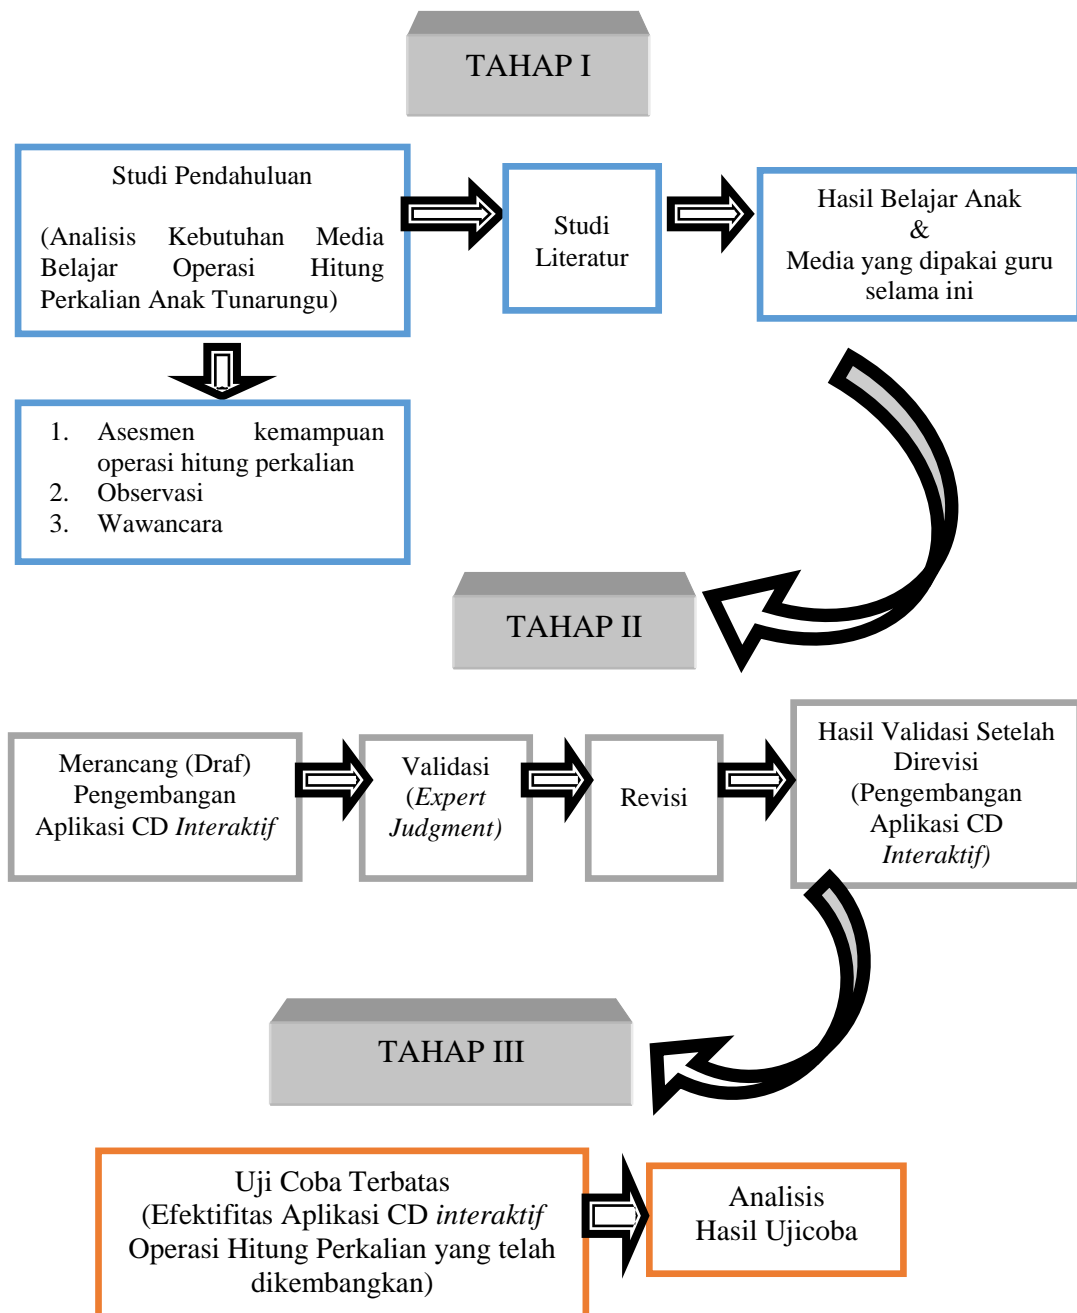 TAHAP I
Studi Pendahuluan
(Analisis Kebutuhan Media
Belajar Operasi Hitung
Perkalian Anak Tunarungu)
Studi
Literatur
Hasil Belajar Anak
&
Media yang dipakai guru
selama ini
1. Asesmen kemampuan
operasi hitung perkalian
2. Observasi
3. Wawancara
TAHAP II
Merancang (Draf)
Pengembangan
Aplikasi CD Interaktif
Validasi
(Expert
Judgment)
Revisi
Hasil Validasi Setelah
Direvisi
(Pengembangan
Aplikasi CD
Interaktif)
TAHAP III
Uji Coba Terbatas
(Efektifitas Aplikasi CD interaktif
Operasi Hitung Perkalian yang telah
dikembangkan)
Analisis
Hasil Ujicoba